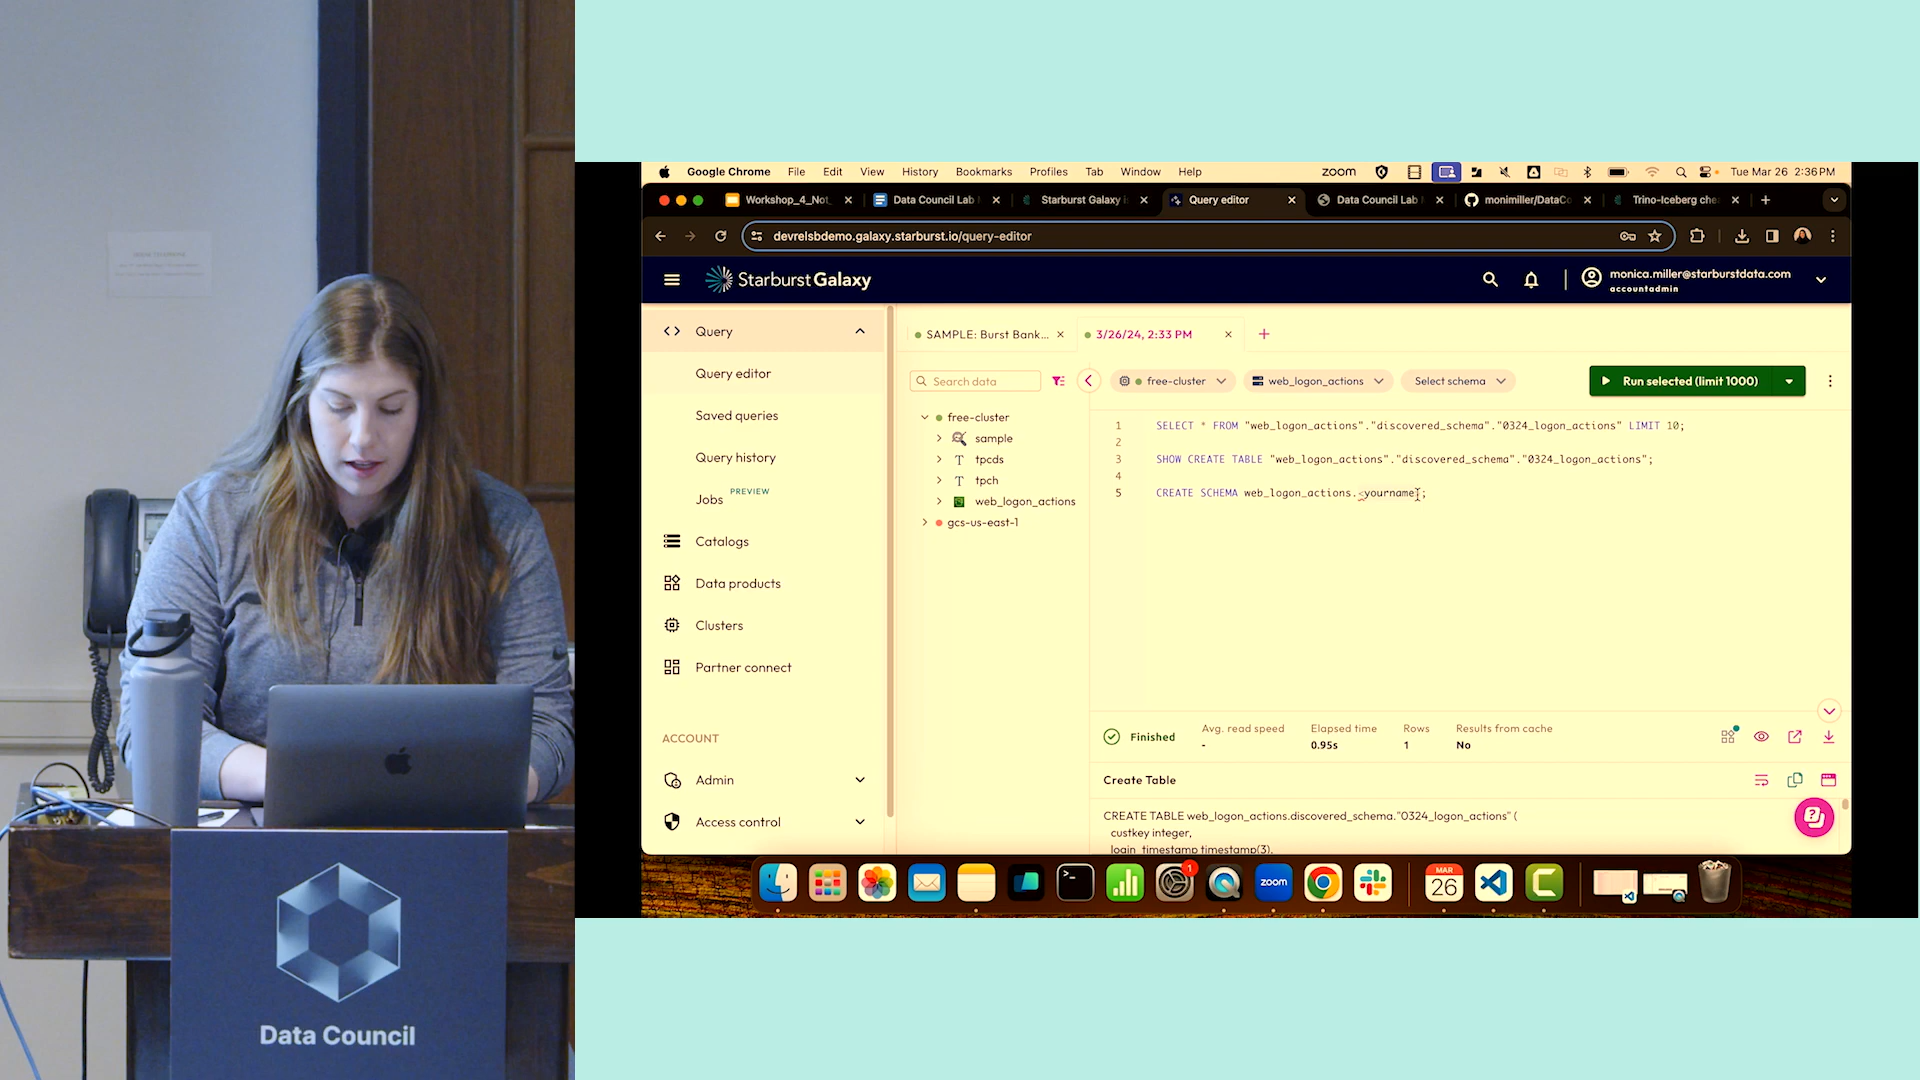 Google Chrome File Edit View History Bookmarks Profiles Tab Window Help zoom Tue Mar 26 2:36PM
Workshop_4_Not Data Council Lab Starburst Galaxy i Query editor Data Council Lab monimiller/DataCo Trino-Iceberg che
devrelsbdemo.galaxy.starburst.io/query-editor
Starburst Galaxy
monica.miller@starburstdata.com
accountadmin
Query
Query editor
Saved queries
Query history
Jobs PREVIEW
Catalogs
Data products
Clusters
Partner connect
ACCOUNT
Admin
Access control
SAMPLE: Burst Bank... 3/26/24, 2:33 PM
Search data
free-cluster web_logon_actions Select schema Run selected (limit 1000)
free-cluster
sample
tpcds
tpch
web_logon_actions
gcs-us-east-1
1 SELECT * FROM "web_logon_actions"."discovered_schema"."0324_logon_actions" LIMIT 10;
2
3 SHOW CREATE TABLE "web_logon_actions"."discovered_schema"."0324_logon_actions";
4
5 CREATE SCHEMA web_logon_actions.<yourname>;
Finished
Avg. read speed
-
Elapsed time
0.95s
Rows
1
Results from cache
No
Create Table
CREATE TABLE web_logon_actions.discovered_schema."0324_logon_actions" (
custkey integer,
login_timestamp timestamp(3),
zoom
MAR
26
Data Council